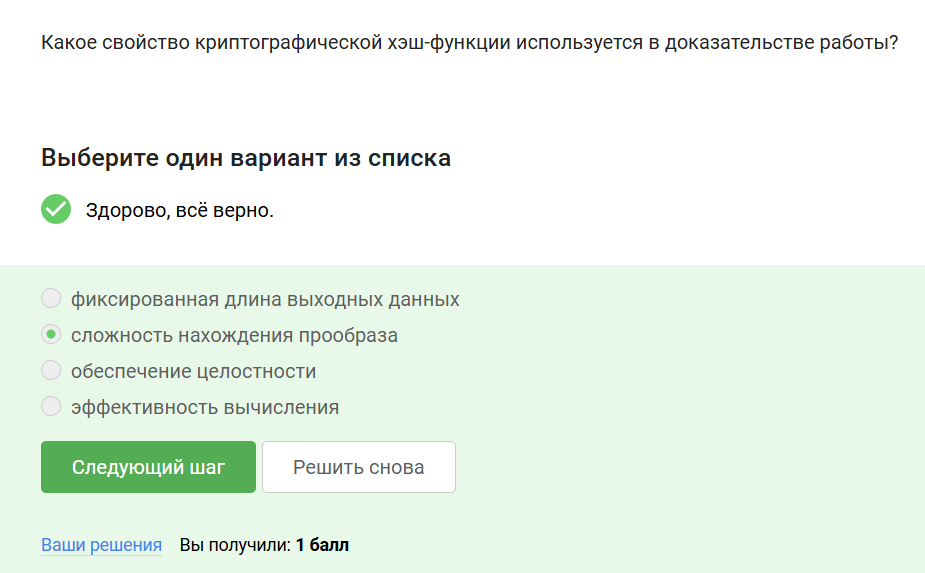 Какое свойство криптографической хэш-функции используется в доказательстве работы?
Выберите один вариант из списка
Здорово, всё верно.
фиксированная длина выходных данных
сложность нахождения прообраза
обеспечение целостности
эффективность вычисления
Следующий шаг
Решить снова
Ваши решения Вы получили: 1 балл